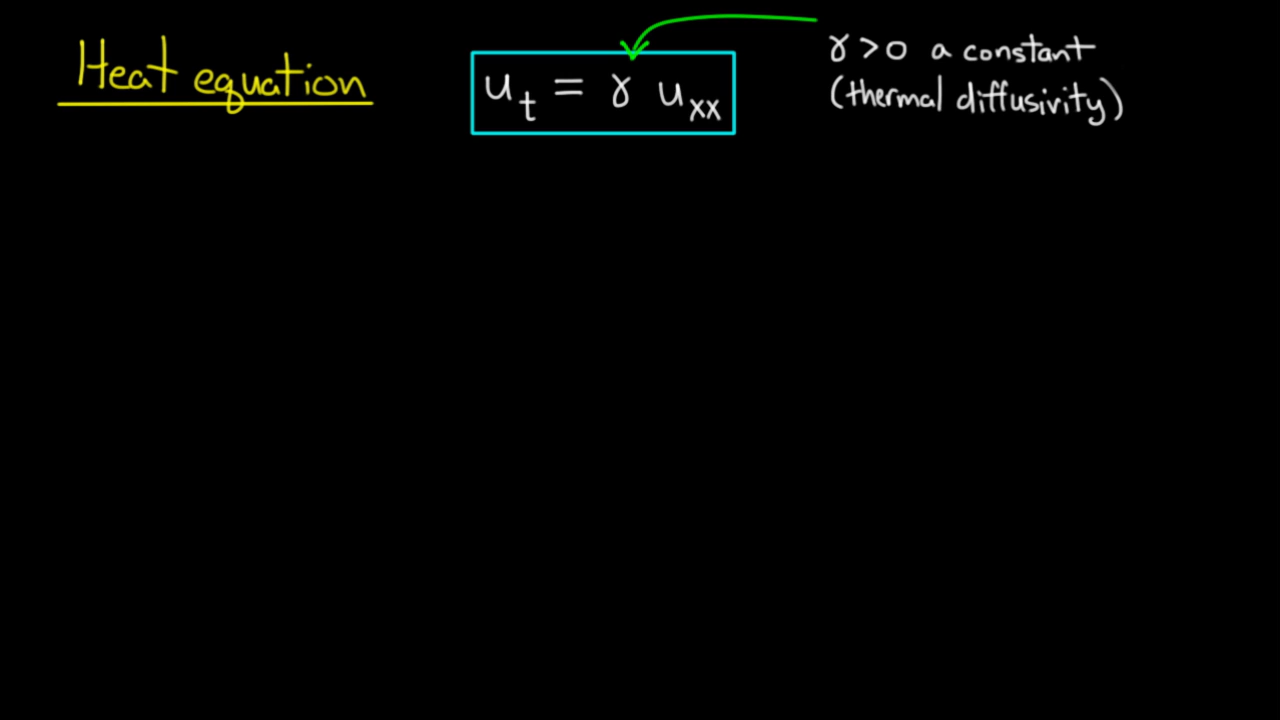 Heat equation
u_t = γ u_xx
γ > 0 a constant
(thermal diffusivity)